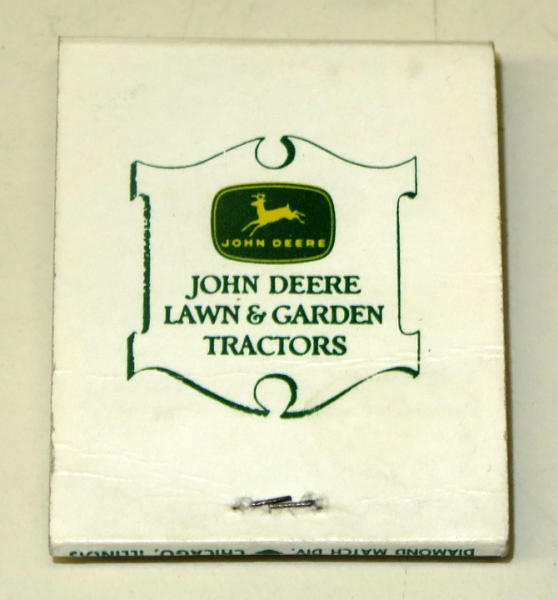 JOHN DEERE
JOHN DEERE
LAWN & GARDEN
TRACTORS
DIAMOND MATCH DIV. CHICAGO, ILLINOIS